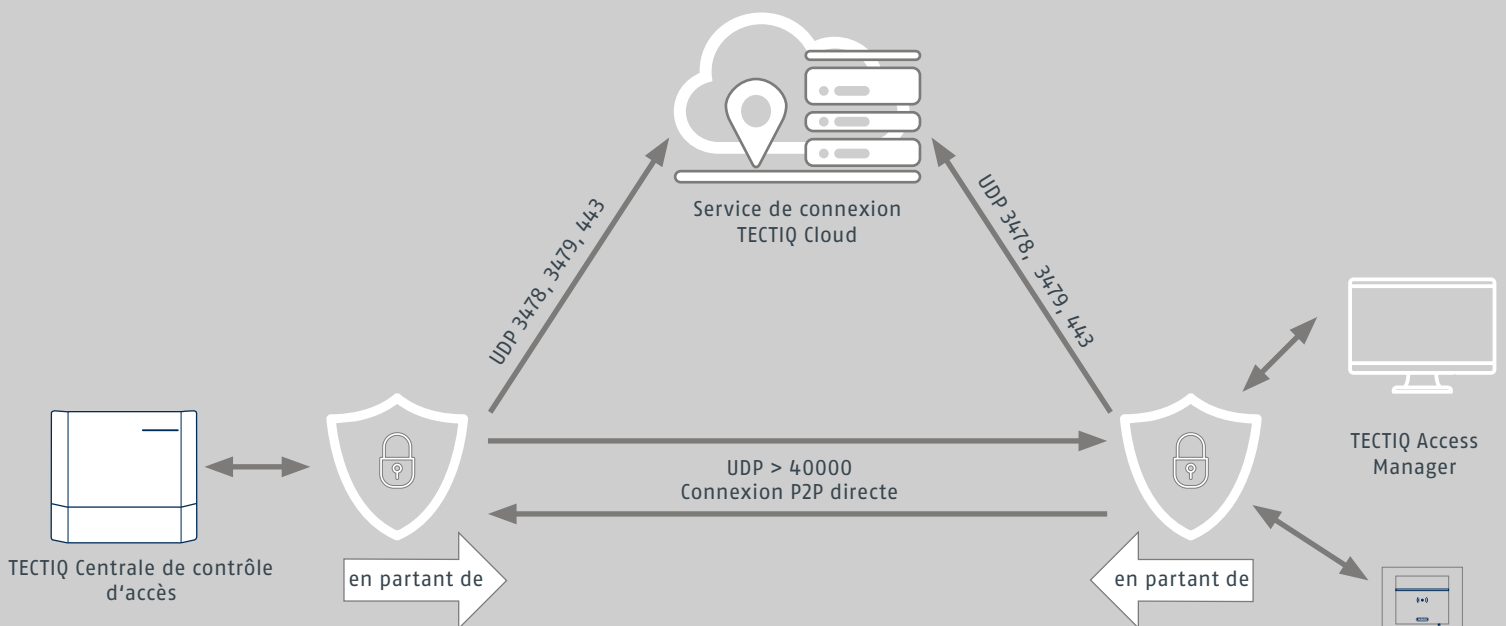 Service de connexion
TECTIQ Cloud
UDP 3478, 3479, 443
UDP 3478, 3479, 443
UDP > 40000
Connexion P2P directe
TECTIQ Access
Manager
TECTIQ Centrale de contrôle
d‘accès
en partant de
en partant de